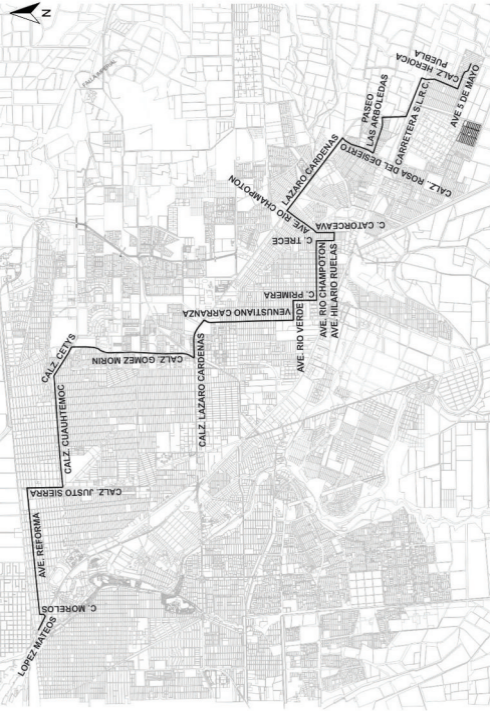 N
CALZ. HEROICA
PUEBLA
PASEO
LAS ARBOLEDAS
CARRETERA S.L.R.C.
AVE 5 DE MAYO
CALZ. ROSA DEL DESIERTO
LAZARO CARDENAS
AVE. RIO CHAMPOTON
C. CATORCEAVA
C. TRECE
AVE. RIO CHAMPOTON
AVE. HILARIO RUELAS
C. PRIMERA
AVE. RIO VERDE
VENUSTIANO CARRANZA
CALZ. LAZARO CARDENAS
CALZ. GOMEZ MORIN
CALZ. CETYS
CALZ. CUAUHTEMOC
CALZ. JUSTO SIERRA
AVE. REFORMA
C. MORELOS
LOPEZ MATEOS